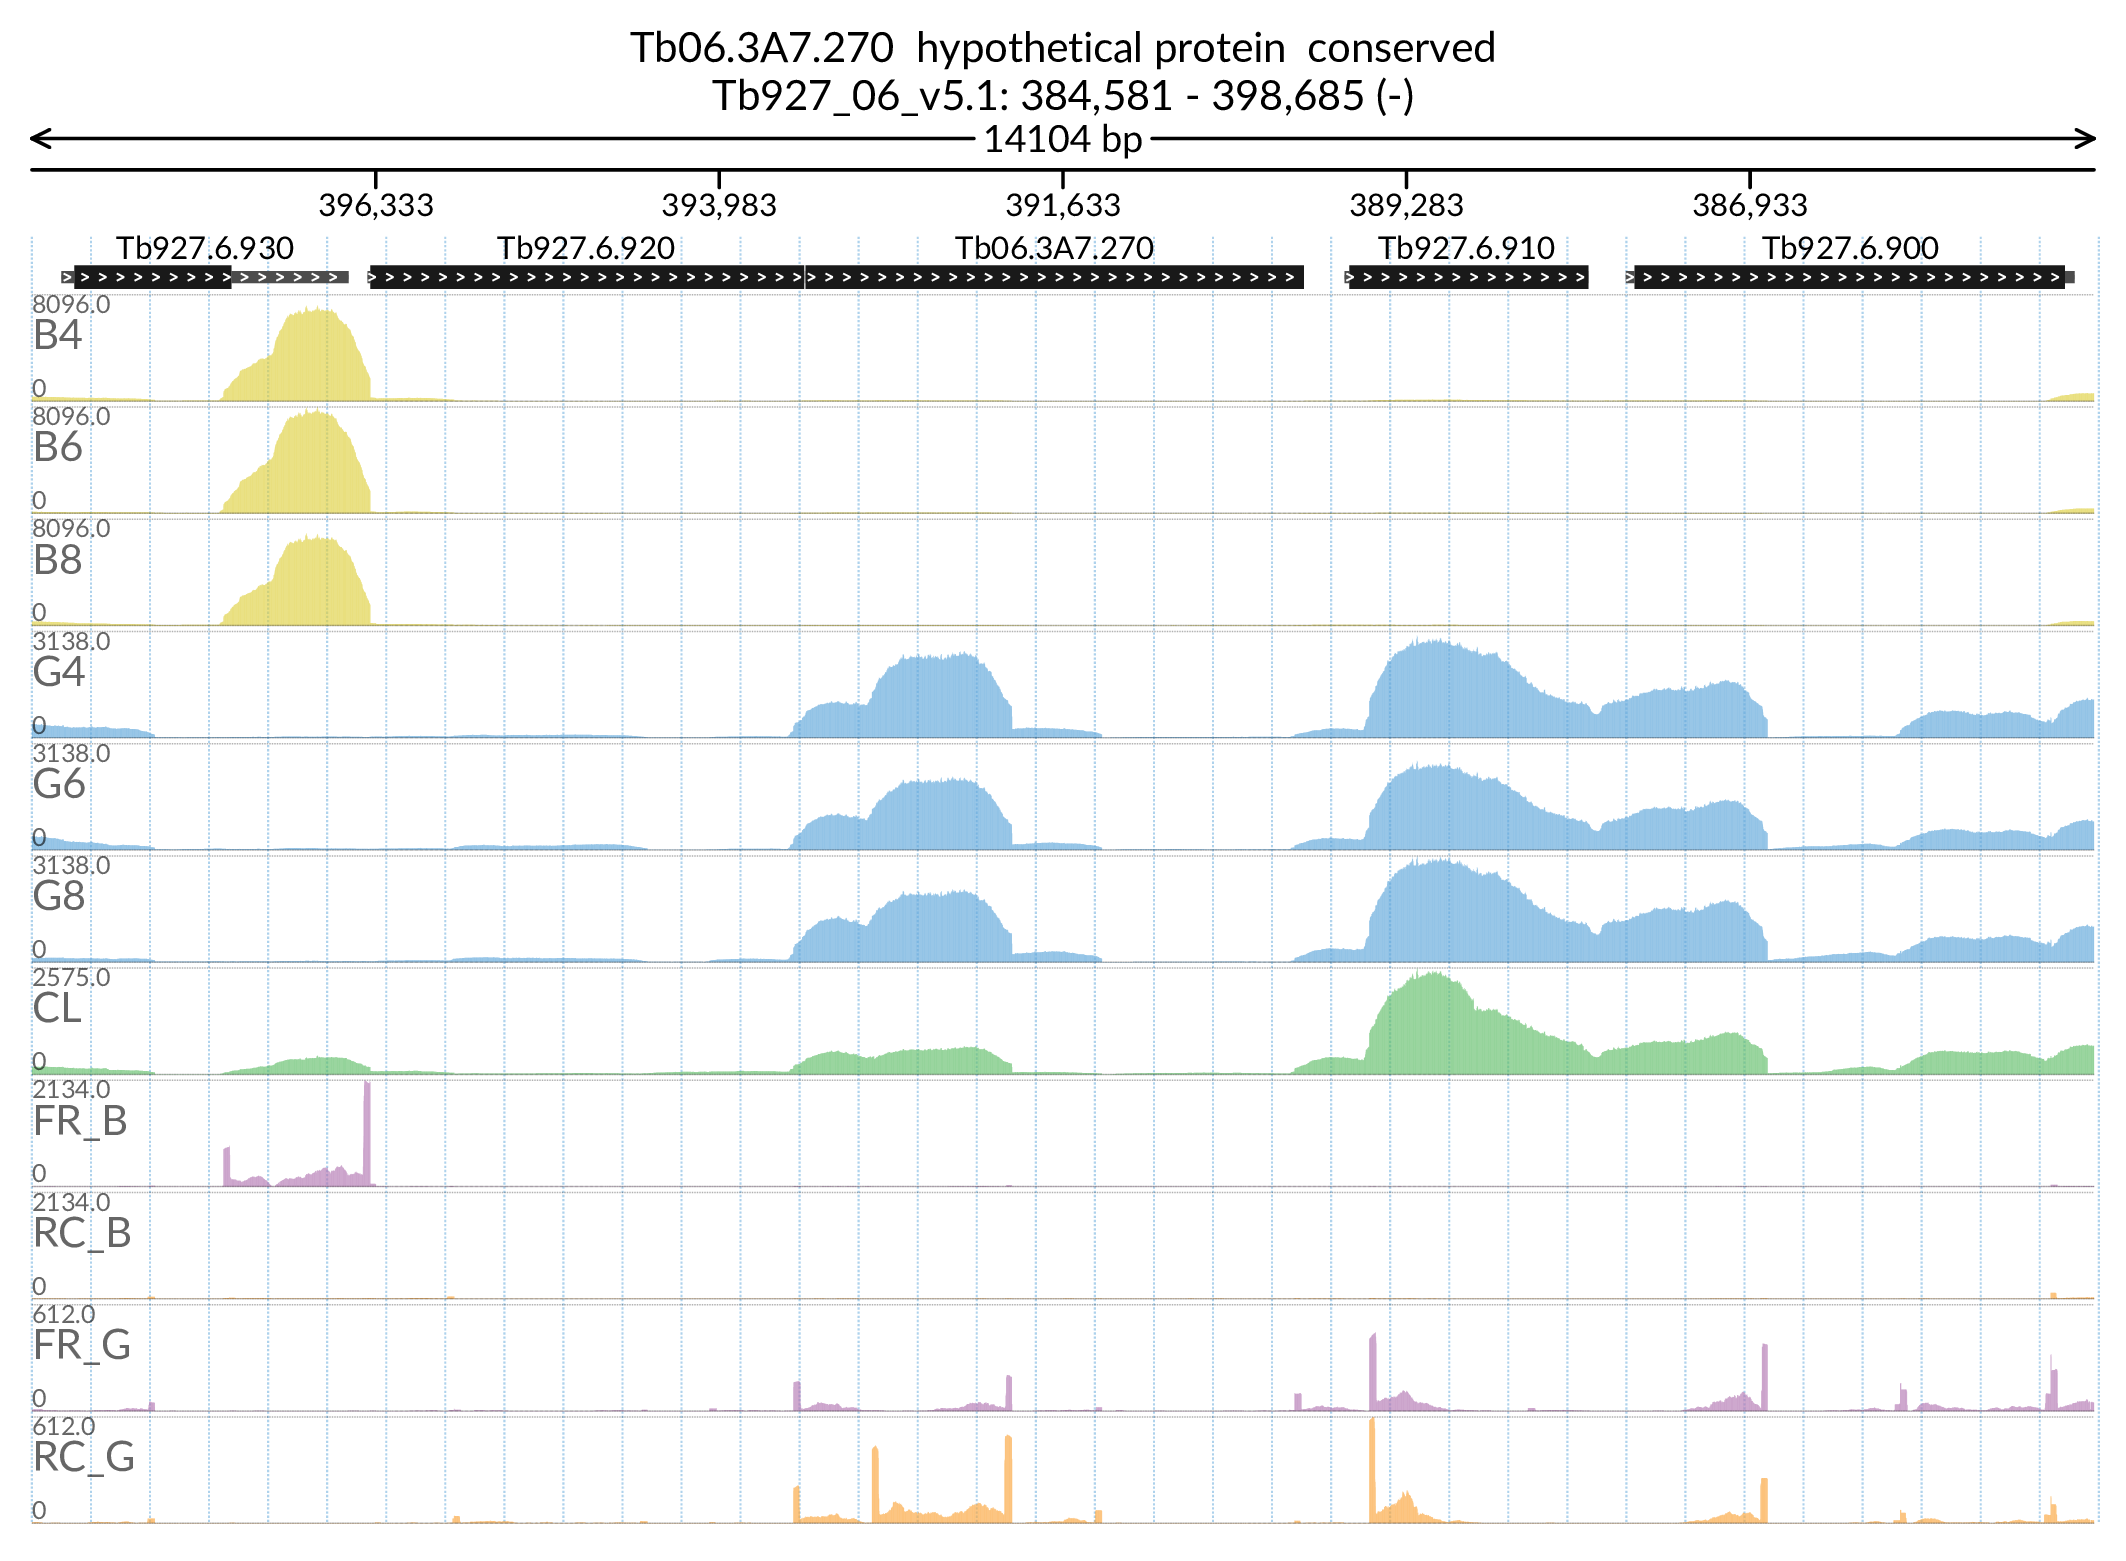 Tb06.3A7.270 hypothetical protein conserved
Tb927_06_v5.1: 384,581 - 398,685 (-)
14104 bp
396,333 393,983 391,633 389,283 386,933
Tb927.6.930 Tb927.6.920 Tb06.3A7.270 Tb927.6.910 Tb927.6.900
8096.0
B4
0
8096.0
B6
0
8096.0
B8
0
3138.0
G4
0
3138.0
G6
0
3138.0
G8
0
2575.0
CL
0
2134.0
FR_B
0
2134.0
RC_B
0
612.0
FR_G
0
612.0
RC_G
0